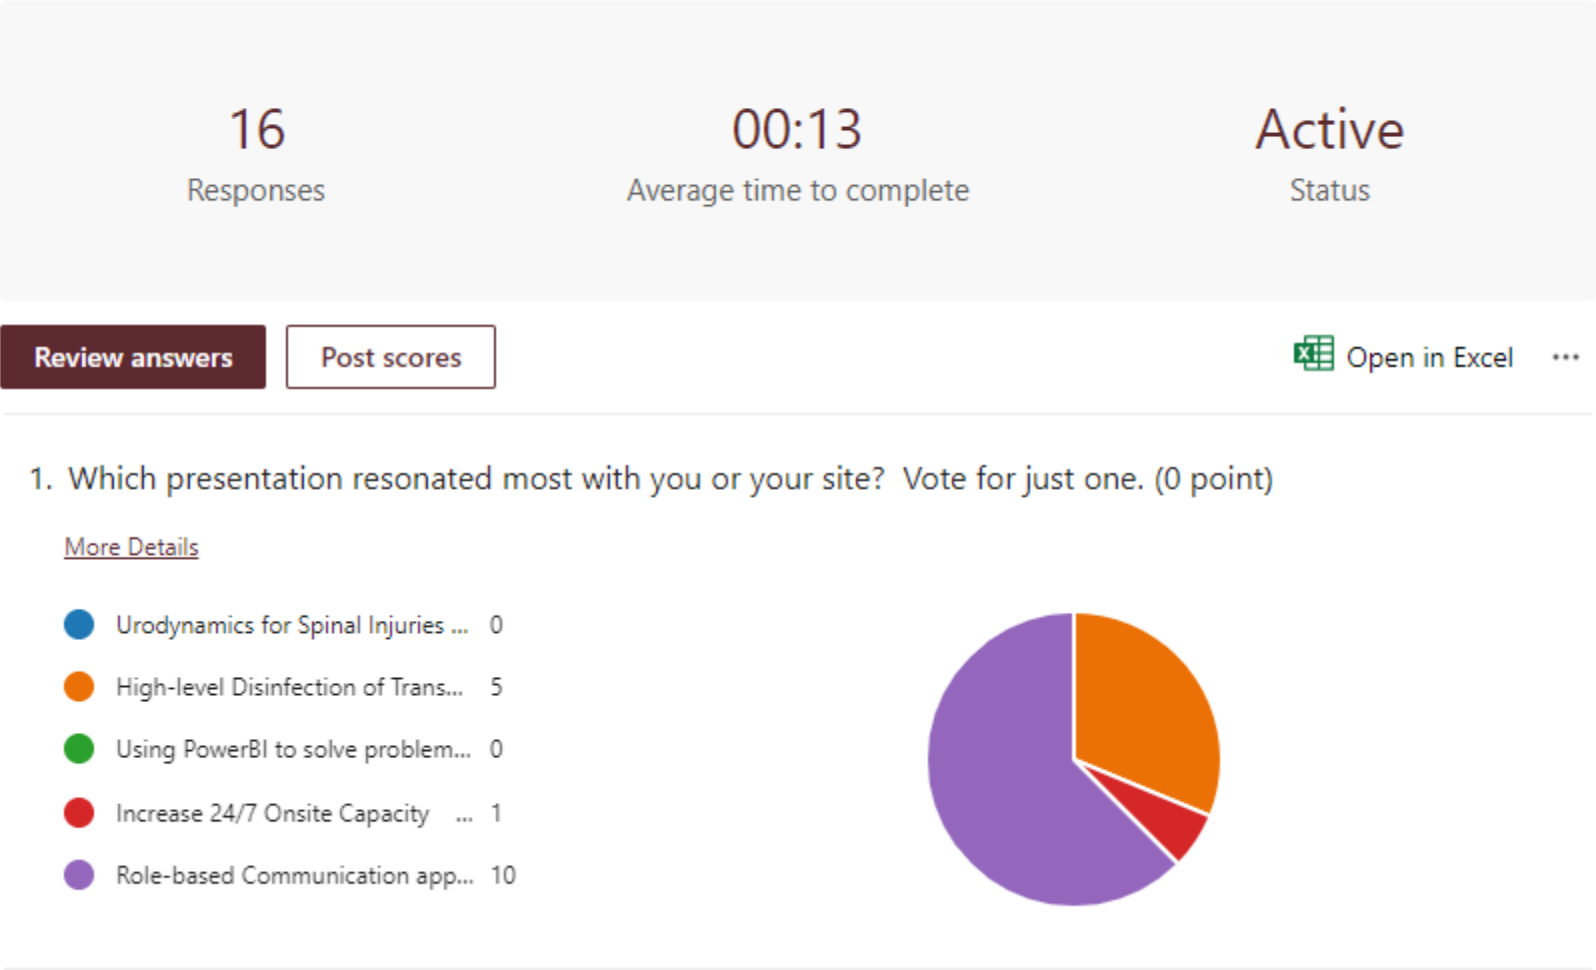 16
Responses
00:13
Average time to complete
Active
Status
Review answers
Post scores
Open in Excel
1. Which presentation resonated most with you or your site?  Vote for just one. (0 point)
More Details
Urodynamics for Spinal Injuries ... 0
High-level Disinfection of Trans... 5
Using PowerBI to solve problem... 0
Increase 24/7 Onsite Capacity ... 1
Role-based Communication app... 10